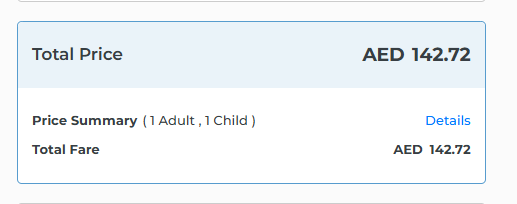 Total Price AED 142.72
Price Summary ( 1 Adult , 1 Child ) Details
Total Fare AED 142.72